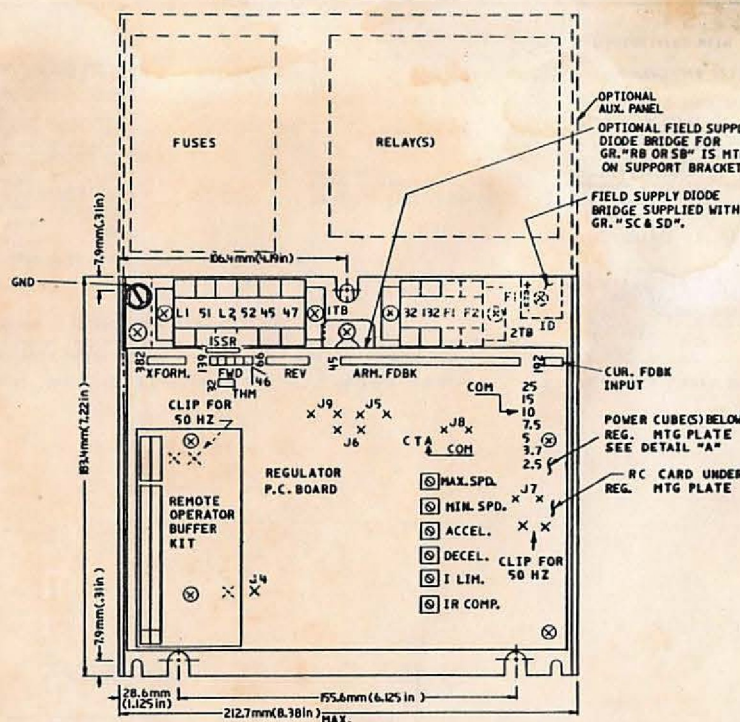 FUSES
RELAY(S)
OPTIONAL
AUX. PANEL
OPTIONAL FIELD SUPPL
DIODE BRIDGE FOR
GR."RB OR SB" IS MT
ON SUPPORT BRACKET
FIELD SUPPLY DIODE
BRIDGE SUPPLIED WITH
GR. "SC & SD".
7.9mm(.31in)
106.4mm(4.19in)
GND
L1 51 L2 52 45 47 1TB
32 132 F1 F2 2TB
F1
1D
382 XFORM.
139 ISSR 66
FWD 46
32 THM
REV
45 ARM. FDBK 192
CUR. FDBK
INPUT
COM
25
15
10
7.5
5
3.7
2.5
CLIP FOR
50 HZ
J9 J5
J6
J8
CTA COM
POWER CUBE(S) BELOW
REG. MTG PLATE
SEE DETAIL "A"
RC CARD UNDER
REG. MTG PLATE
REGULATOR
P.C. BOARD
REMOTE
OPERATOR
BUFFER
KIT
J4
MAX. SPD.
MIN. SPD.
ACCEL.
DECEL.
I LIM.
IR COMP.
J7
CLIP FOR
50 HZ
183.4mm(7.22in)
7.9mm(.31in)
28.6mm
(1.125in)
155.6mm(6.125in)
212.7mm(8.38in) MAX.